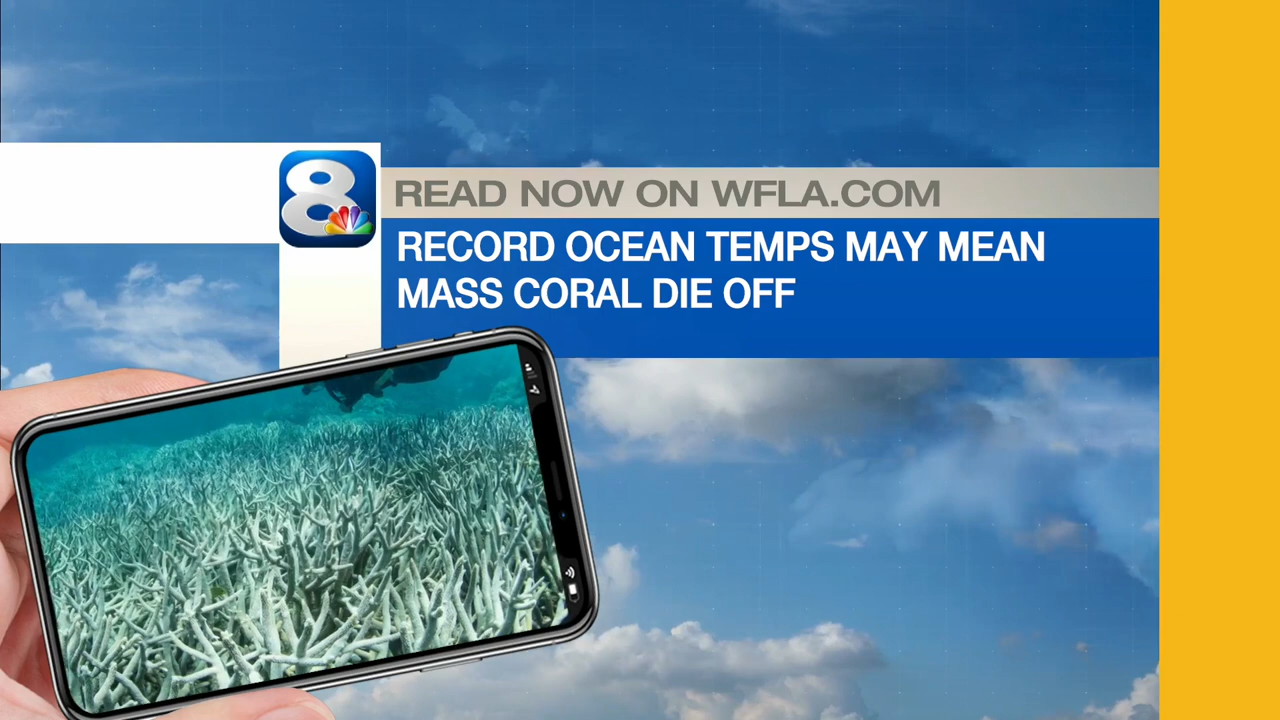 8
READ NOW ON WFLA.COM
RECORD OCEAN TEMPS MAY MEAN
MASS CORAL DIE OFF